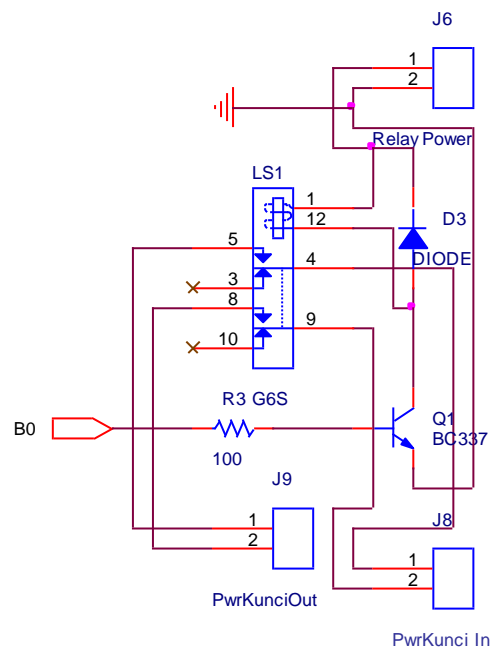 J6
1
2
Relay Power
LS1
1
12
D3
DIODE
5
4
3
8
9
10
R3 G6S
Q1
BC337
B0
100
J9
1
2
J8
1
2
PwrKunciOut
PwrKunci In